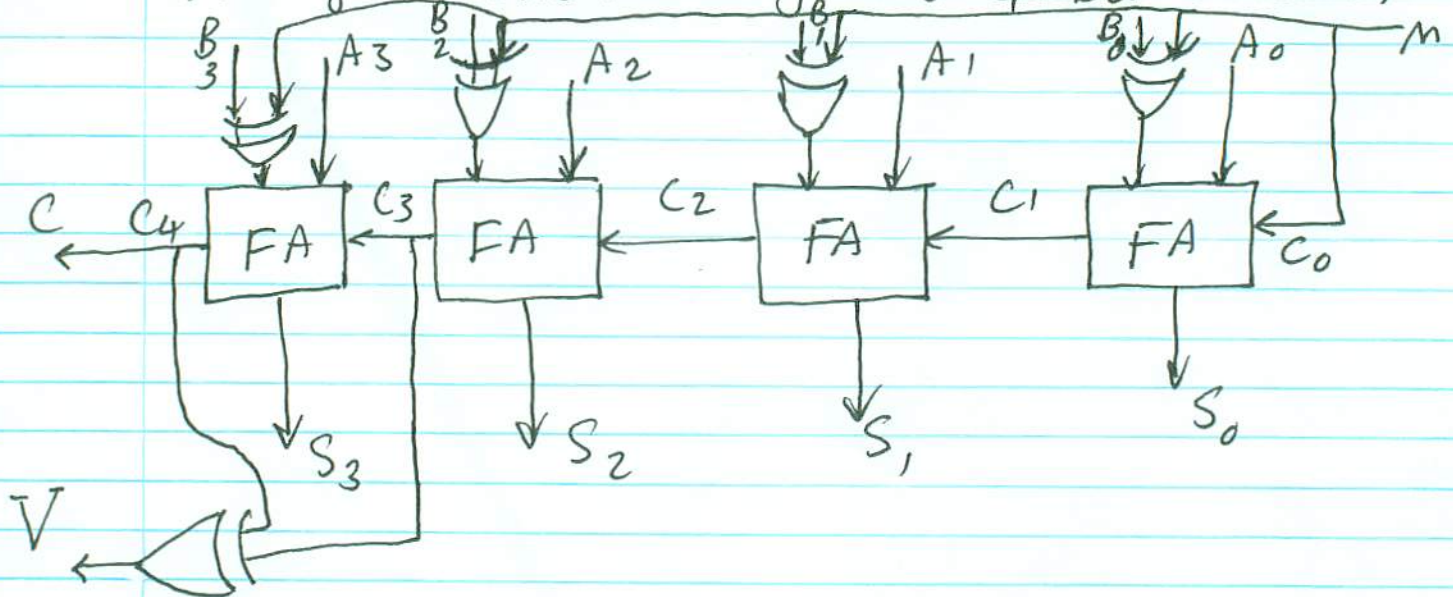 B3 A3 B2 A2 B1 A1 B0 A0 M
C C4 FA C3 FA C2 FA C1 FA C0
S3 S2 S1 S0
V